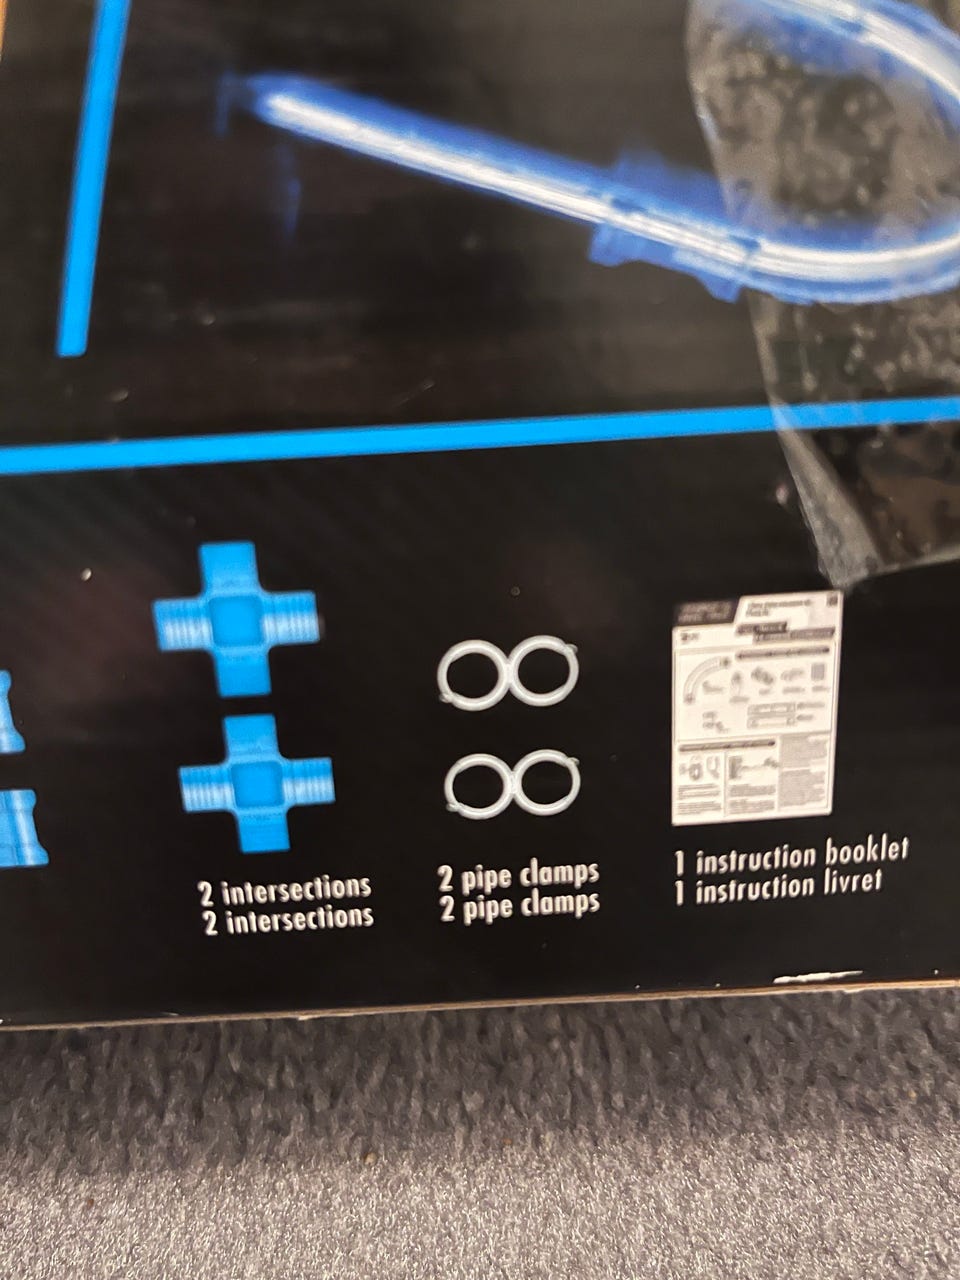 2 intersections
2 intersections
2 pipe clamps
2 pipe clamps
1 instruction booklet
1 instruction livret